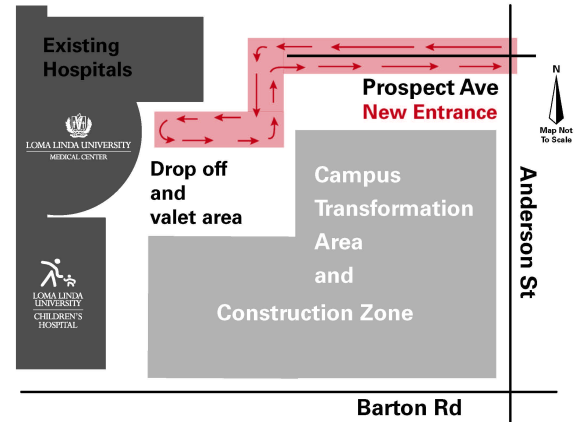 Existing
Hospitals
LOMA LINDA UNIVERSITY
MEDICAL CENTER
LOMA LINDA
UNIVERSITY
CHILDREN'S
HOSPITAL
Drop off
and
valet area
Prospect Ave
New Entrance
N
Map Not
To Scale
Campus
Transformation
Area
and
Construction Zone
Anderson St
Barton Rd